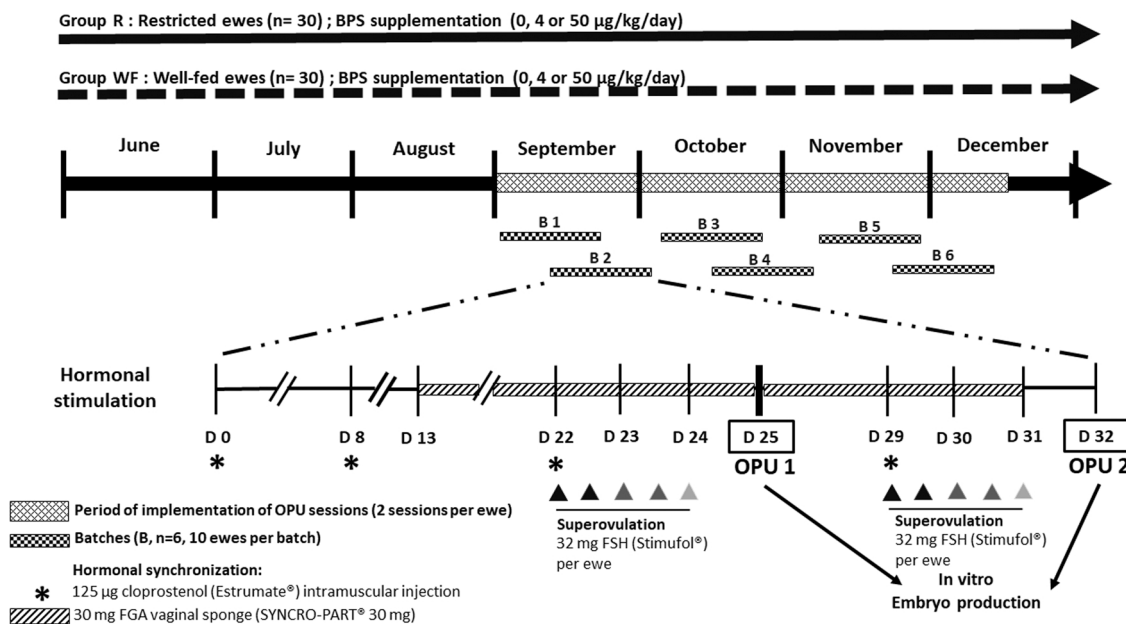 Group R : Restricted ewes (n= 30) ; BPS supplementation (0, 4 or 50 µg/kg/day)
Group WF : Well-fed ewes (n= 30) ; BPS supplementation (0, 4 or 50 µg/kg/day)
June July August September October November December
B 1 B 3 B 5
B 2 B 4 B 6
Hormonal
stimulation
D 0 D 8 D 13 D 22 D 23 D 24 D 25 D 29 D 30 D 31 D 32
* * * OPU 1 * OPU 2
Superovulation
32 mg FSH (Stimufol®)
per ewe
Superovulation
32 mg FSH (Stimufol®)
per ewe
In vitro
Embryo production
Period of implementation of OPU sessions (2 sessions per ewe)
Batches (B, n=6, 10 ewes per batch)
Hormonal synchronization:
* 125 µg cloprostenol (Estrumate®) intramuscular injection
30 mg FGA vaginal sponge (SYNCRO-PART® 30 mg)